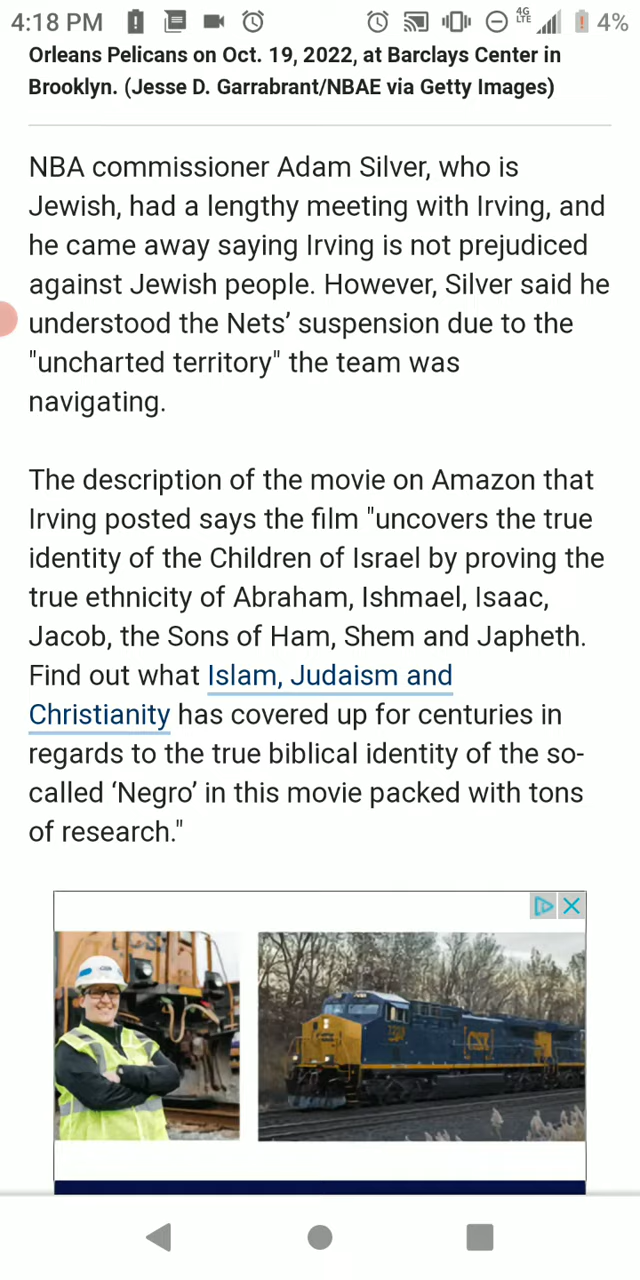 4:18 PM
4G
LTE
4%
Orleans Pelicans on Oct. 19, 2022, at Barclays Center in
Brooklyn. (Jesse D. Garrabrant/NBAE via Getty Images)
NBA commissioner Adam Silver, who is
Jewish, had a lengthy meeting with Irving, and
he came away saying Irving is not prejudiced
against Jewish people. However, Silver said he
understood the Nets’ suspension due to the
"uncharted territory" the team was
navigating.
The description of the movie on Amazon that
Irving posted says the film "uncovers the true
identity of the Children of Israel by proving the
true ethnicity of Abraham, Ishmael, Isaac,
Jacob, the Sons of Ham, Shem and Japheth.
Find out what Islam, Judaism and
Christianity has covered up for centuries in
regards to the true biblical identity of the so-
called ‘Negro’ in this movie packed with tons
of research."
CSX